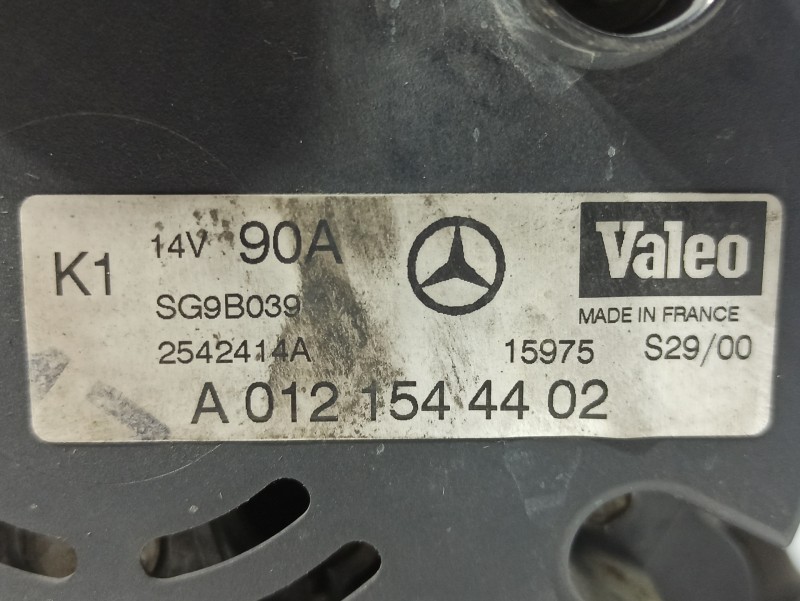 K1 14V 90A
Valeo
SG9B039
MADE IN FRANCE
2542414A 15975 S29/00
A 012 154 44 02